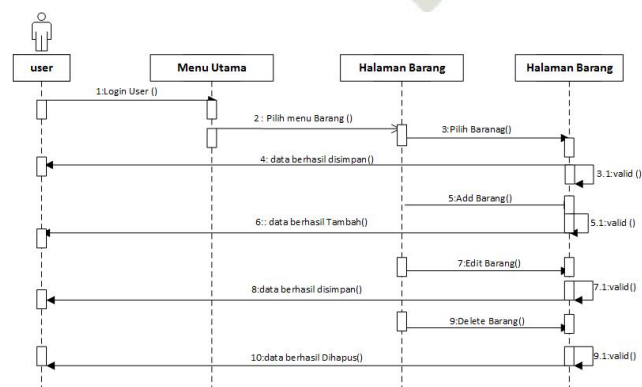 user
Menu Utama
Halaman Barang
Halaman Barang
1:Login User ()
2 : Pilih menu Barang ()
3:Pilih Baranag()
4: data berhasil disimpan()
3.1:valid ()
5:Add Barang()
6:: data berhasil Tambah()
5.1:valid ()
7:Edit Barang()
8:data berhasil disimpan()
7.1:valid()
9:Delete Barang()
10:data berhasil Dihapus()
9.1:valid()